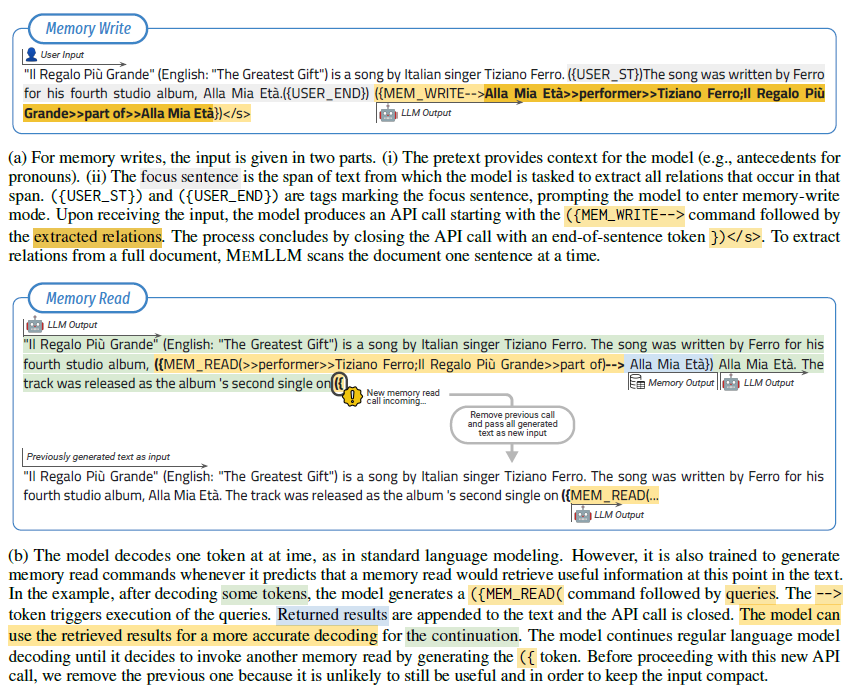 Memory Write
User Input
"Il Regalo Più Grande" (English: "The Greatest Gift") is a song by Italian singer Tiziano Ferro. ({USER_ST})The song was written by Ferro
for his fourth studio album, Alla Mia Età.({USER_END}) ({MEM_WRITE-->Alla Mia Età>>performer>>Tiziano Ferro;Il Regalo Più
Grande>>part of>>Alla Mia Età})</s>
LLM Output
(a) For memory writes, the input is given in two parts. (i) The pretext provides context for the model (e.g., antecedents for
pronouns). (ii) The focus sentence is the span of text from which the model is tasked to extract all relations that occur in that
span. ({USER_ST}) and ({USER_END}) are tags marking the focus sentence, prompting the model to enter memory-write
mode. Upon receiving the input, the model produces an API call starting with the ({MEM_WRITE--> command followed by
the extracted relations. The process concludes by closing the API call with an end-of-sentence token })</s>. To extract
relations from a full document, MEMLLM scans the document one sentence at a time.
Memory Read
LLM Output
"Il Regalo Più Grande" (English: "The Greatest Gift") is a song by Italian singer Tiziano Ferro. The song was written by Ferro for his
fourth studio album, ({MEM_READ(>>performer>>Tiziano Ferro;Il Regalo Più Grande>>part of)--> Alla Mia Età}) Alla Mia Età. The
track was released as the album 's second single on ({
Memory Output
LLM Output
New memory read
call incoming...
Remove previous call
and pass all generated
text as new input
Previously generated text as input
"Il Regalo Più Grande" (English: "The Greatest Gift") is a song by Italian singer Tiziano Ferro. The song was written by Ferro for his
fourth studio album, Alla Mia Età. The track was released as the album 's second single on ({MEM_READ(...
LLM Output
(b) The model decodes one token at at ime, as in standard language modeling. However, it is also trained to generate
memory read commands whenever it predicts that a memory read would retrieve useful information at this point in the text.
In the example, after decoding some tokens, the model generates a ({MEM_READ( command followed by queries. The -->
token triggers execution of the queries. Returned results are appended to the text and the API call is closed. The model can
use the retrieved results for a more accurate decoding for the continuation. The model continues regular language model
decoding until it decides to invoke another memory read by generating the ({ token. Before proceeding with this new API
call, we remove the previous one because it is unlikely to still be useful and in order to keep the input compact.